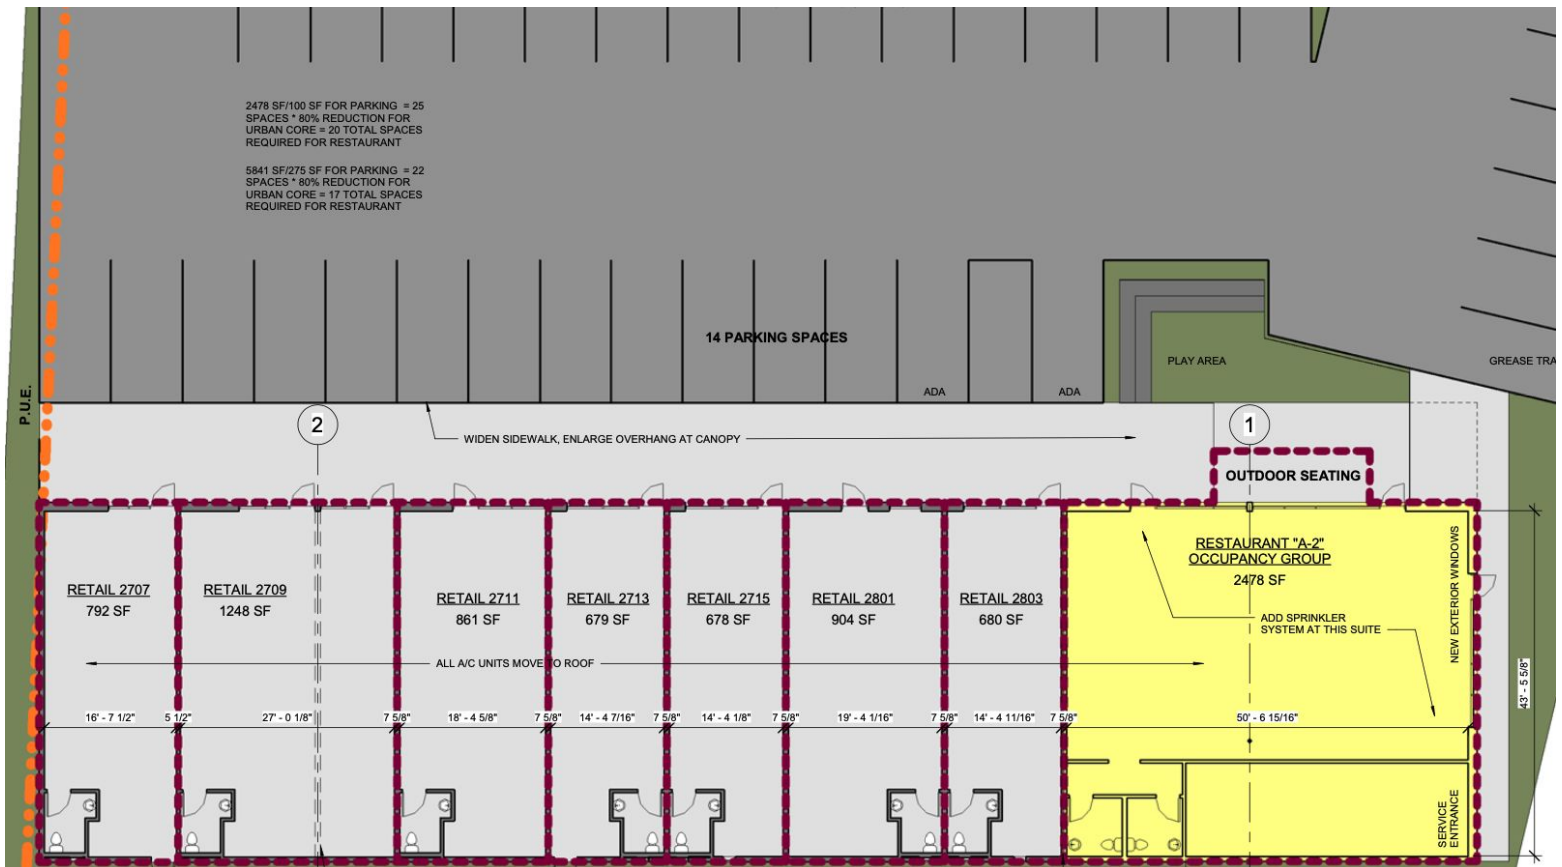 2478 SF/100 SF FOR PARKING = 25
SPACES * 80% REDUCTION FOR
URBAN CORE = 20 TOTAL SPACES
REQUIRED FOR RESTAURANT
5841 SF/275 SF FOR PARKING = 22
SPACES * 80% REDUCTION FOR
URBAN CORE = 17 TOTAL SPACES
REQUIRED FOR RESTAURANT
14 PARKING SPACES
PLAY AREA
GREASE TRA
ADA
ADA
P.U.E.
2
1
WIDEN SIDEWALK, ENLARGE OVERHANG AT CANOPY
OUTDOOR SEATING
RESTAURANT "A-2"
OCCUPANCY GROUP
2478 SF
RETAIL 2707
792 SF
RETAIL 2709
1248 SF
RETAIL 2711
861 SF
RETAIL 2713
679 SF
RETAIL 2715
678 SF
RETAIL 2801
904 SF
RETAIL 2803
680 SF
ADD SPRINKLER
SYSTEM AT THIS SUITE
NEW EXTERIOR WINDOWS
ALL A/C UNITS MOVE TO ROOF
43' - 5 5/8"
16' - 7 1/2"
5 1/2"
27' - 0 1/8"
7 5/8"
18' - 4 5/8"
7 5/8"
14' - 4 7/16"
7 5/8"
14' - 4 1/8"
7 5/8"
19' - 4 1/16"
7 5/8"
14' - 4 11/16"
7 5/8"
50' - 6 15/16"
SERVICE
ENTRANCE